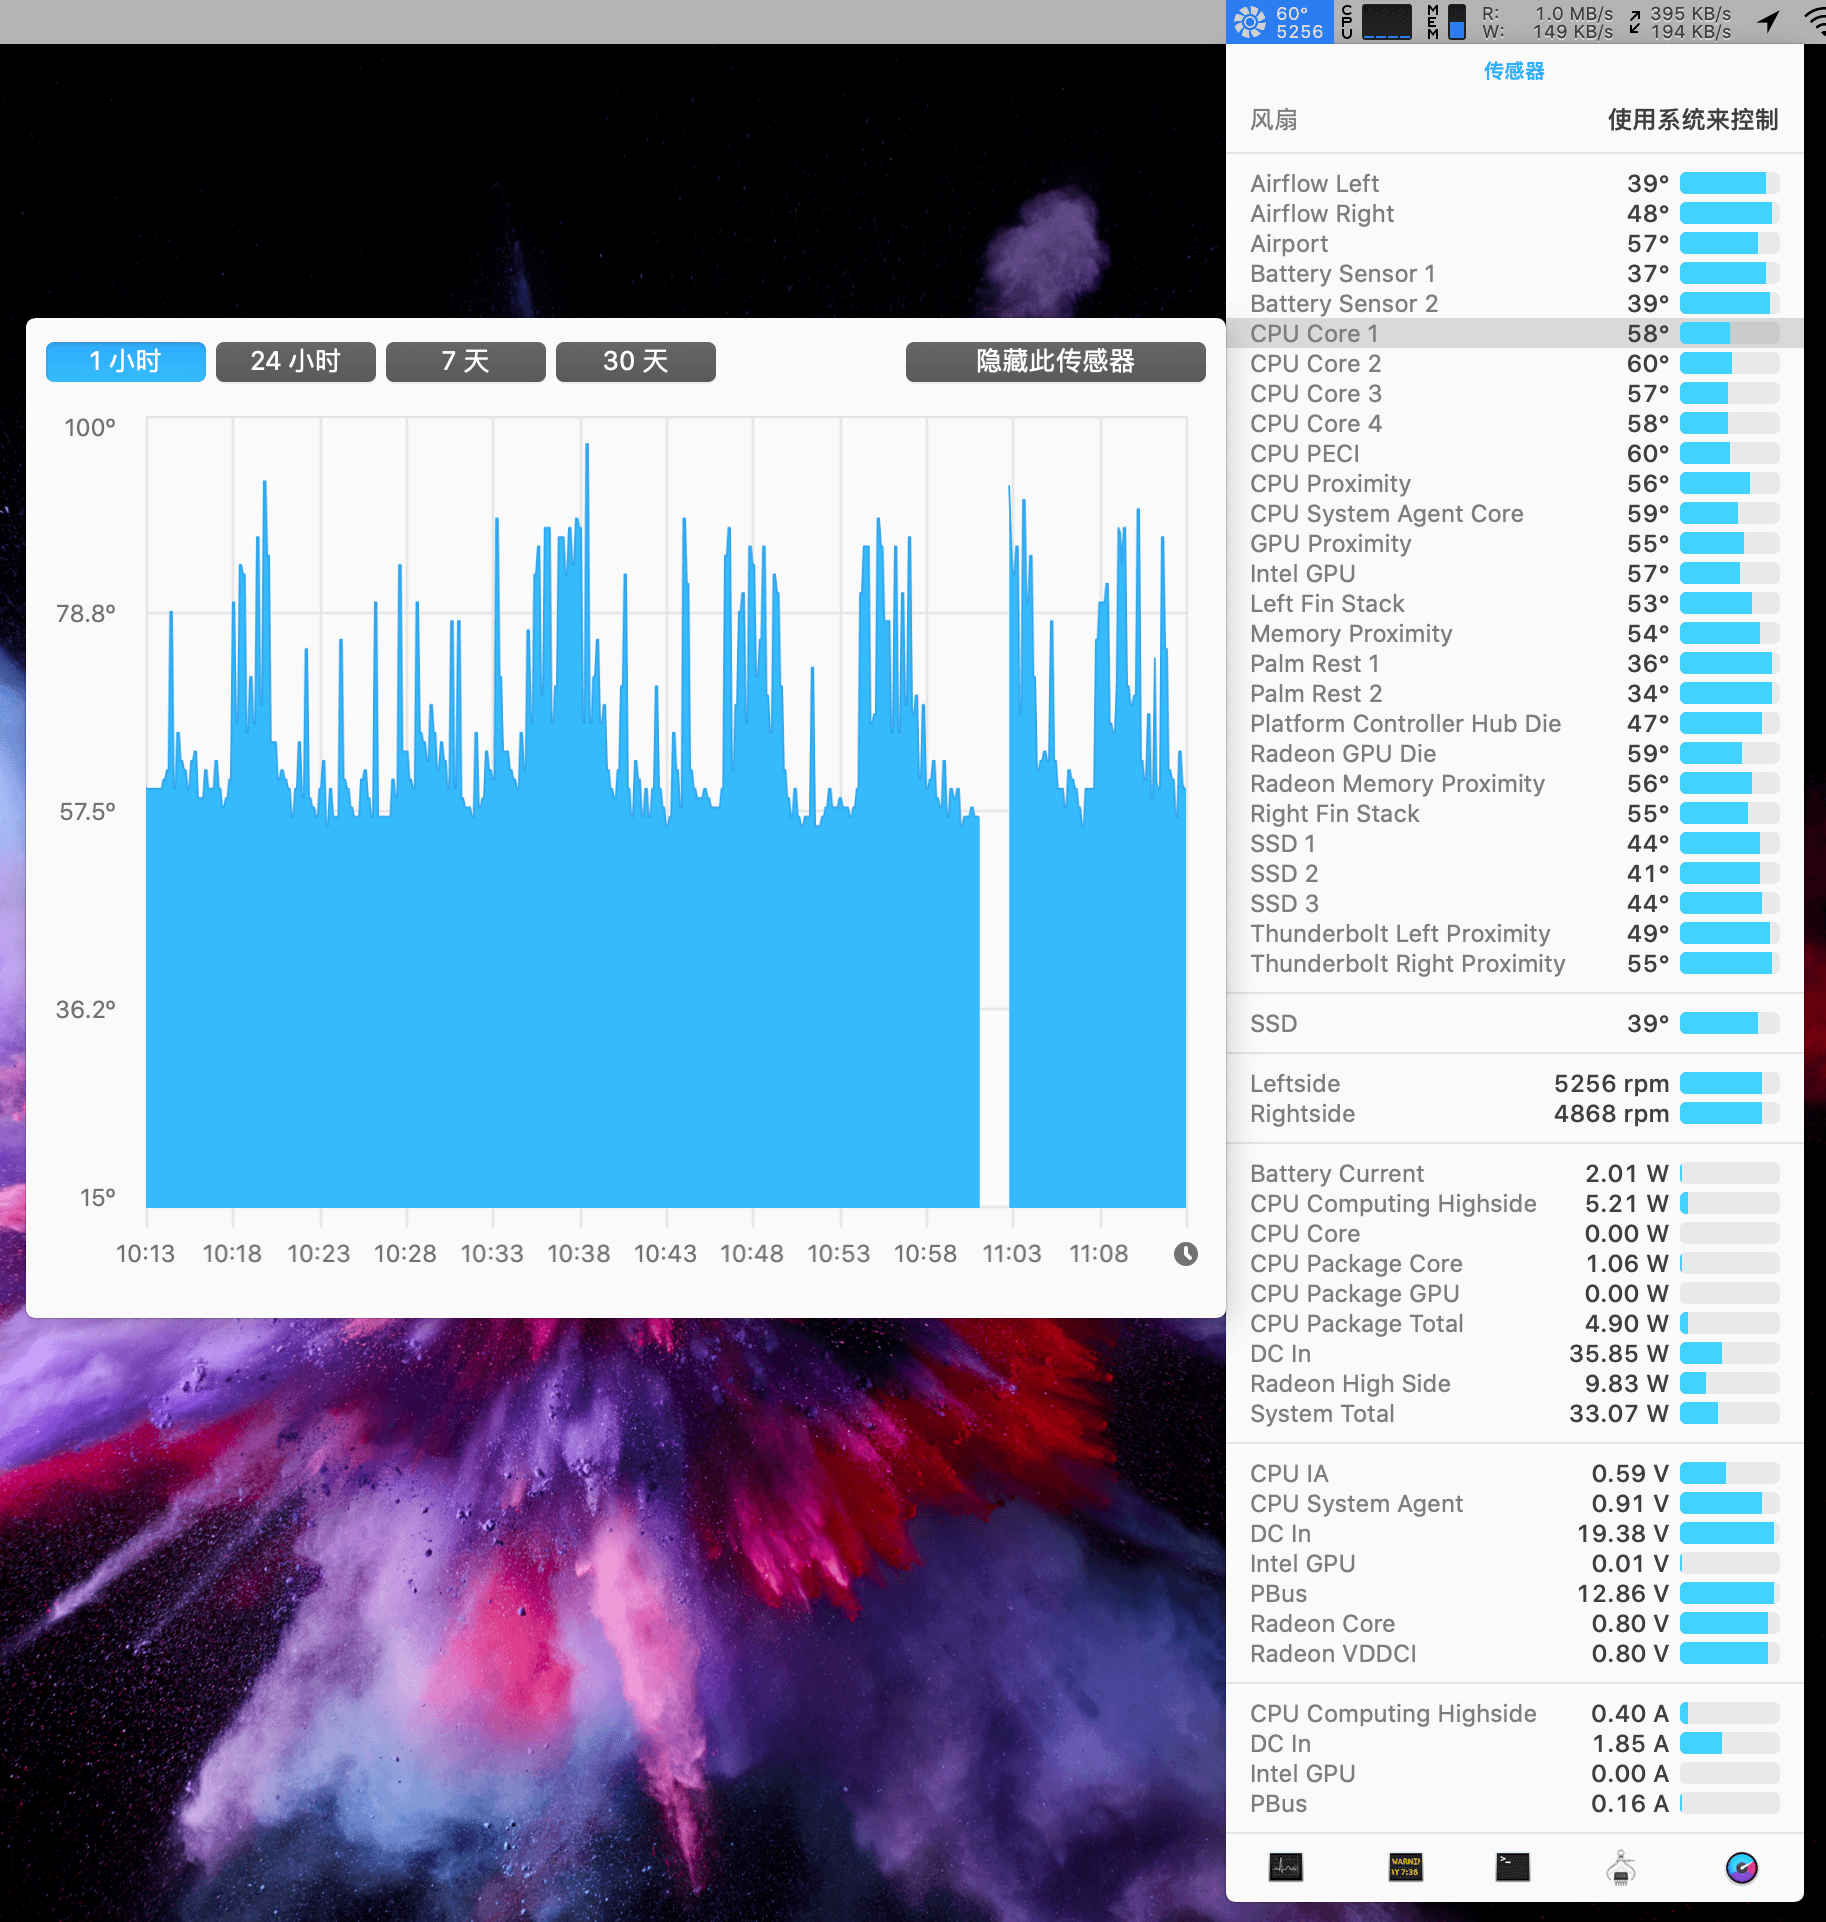 60°
5256
CPU
MEM
R: 1.0 MB/s
W: 149 KB/s
395 KB/s
194 KB/s
传感器
风扇 使用系统来控制
Airflow Left 39°
Airflow Right 48°
Airport 57°
Battery Sensor 1 37°
Battery Sensor 2 39°
CPU Core 1 58°
CPU Core 2 60°
CPU Core 3 57°
CPU Core 4 58°
CPU PECI 60°
CPU Proximity 56°
CPU System Agent Core 59°
GPU Proximity 55°
Intel GPU 57°
Left Fin Stack 53°
Memory Proximity 54°
Palm Rest 1 36°
Palm Rest 2 34°
Platform Controller Hub Die 47°
Radeon GPU Die 59°
Radeon Memory Proximity 56°
Right Fin Stack 55°
SSD 1 44°
SSD 2 41°
SSD 3 44°
Thunderbolt Left Proximity 49°
Thunderbolt Right Proximity 55°
SSD 39°
Leftside 5256 rpm
Rightside 4868 rpm
Battery Current 2.01 W
CPU Computing Highside 5.21 W
CPU Core 0.00 W
CPU Package Core 1.06 W
CPU Package GPU 0.00 W
CPU Package Total 4.90 W
DC In 35.85 W
Radeon High Side 9.83 W
System Total 33.07 W
CPU IA 0.59 V
CPU System Agent 0.91 V
DC In 19.38 V
Intel GPU 0.01 V
PBus 12.86 V
Radeon Core 0.80 V
Radeon VDDCI 0.80 V
CPU Computing Highside 0.40 A
DC In 1.85 A
Intel GPU 0.00 A
PBus 0.16 A
WARNIN
AY 7:36
>_
1 小时 24 小时 7 天 30 天 隐藏此传感器
100°
78.8°
57.5°
36.2°
15°
10:13 10:18 10:23 10:28 10:33 10:38 10:43 10:48 10:53 10:58 11:03 11:08